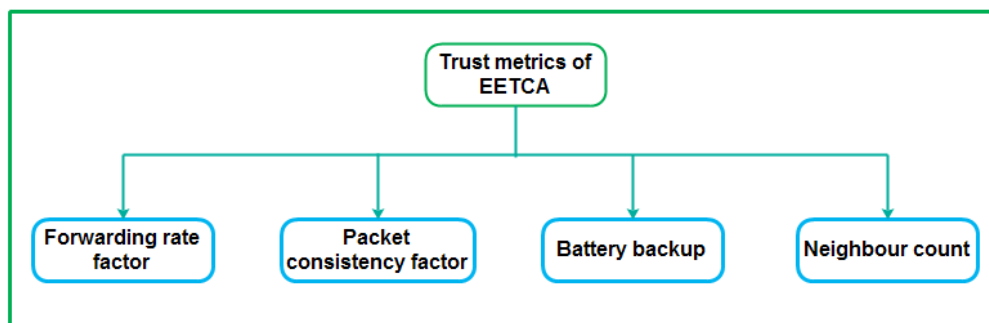 Trust metrics of
EETCA
Forwarding rate
factor
Packet
consistency factor
Battery backup
Neighbour count